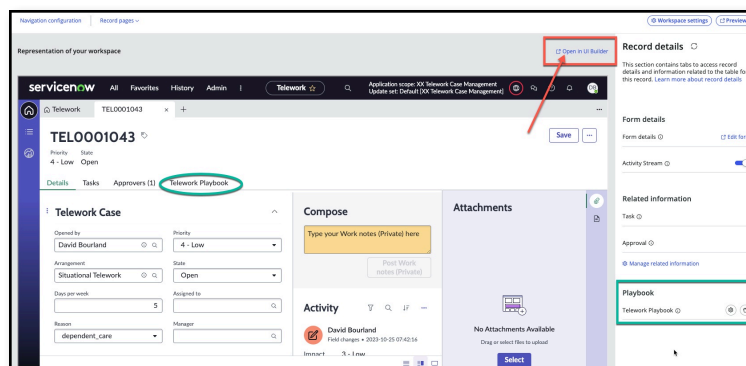 Navigation configuration
Record pages
Workspace settings
Preview
Representation of your workspace
Open in UI Builder
Record details
This section contains tabs to access record
details and information related to the table for
this record. Learn more about record details
servicenow
All Favorites History Admin
Telework
Application scope: XX Telework Case Management
Update set: Default [XX Telework Case Management]
Telework
TEL0001043
TEL0001043
Save
Priority State
4 - Low Open
Details Tasks Approvers (1) Telework Playbook
Form details
Form details
Edit for
Activity Stream
Related information
Task
Approval
Manage related information
Playbook
Telework Playbook
Telework Case
Opened by
David Bourland
Priority
4 - Low
Arrangement
Situational Telework
State
Open
Days per week
5
Assigned to
Reason
dependent_care
Manager
Compose
Type your Work notes (Private) here
Post Work
notes (Private)
Activity
David Bourland
Field changes • 2023-10-25 07:42:16
Impact 3 - Low
Attachments
No Attachments Available
Drag or select files to upload
Select